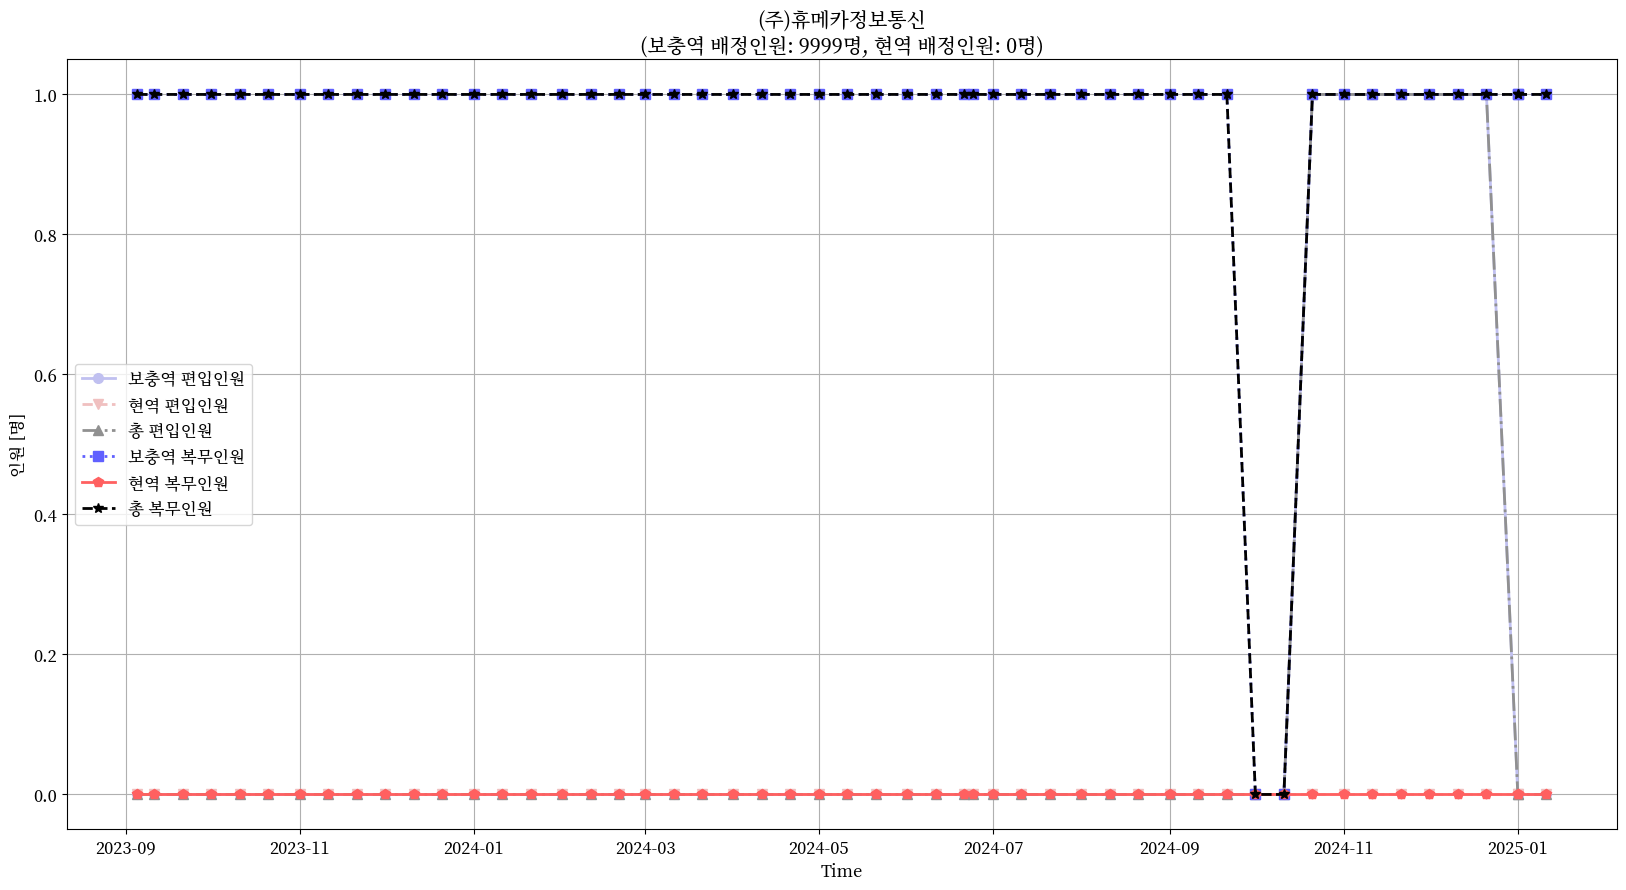 (주)휴메카정보통신
(보충역 배정인원: 9999명, 현역 배정인원: 0명)
1.0
0.8
0.6
0.4
0.2
0.0
인원 [명]
보충역 편입인원
현역 편입인원
총 편입인원
보충역 복무인원
현역 복무인원
총 복무인원
2023-09 2023-11 2024-01 2024-03 2024-05 2024-07 2024-09 2024-11 2025-01
Time